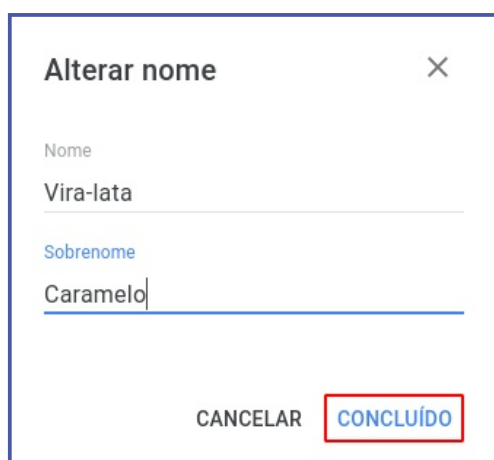 Alterar nome
Nome
Vira-lata
Sobrenome
Caramelo
CANCELAR CONCLUÍDO